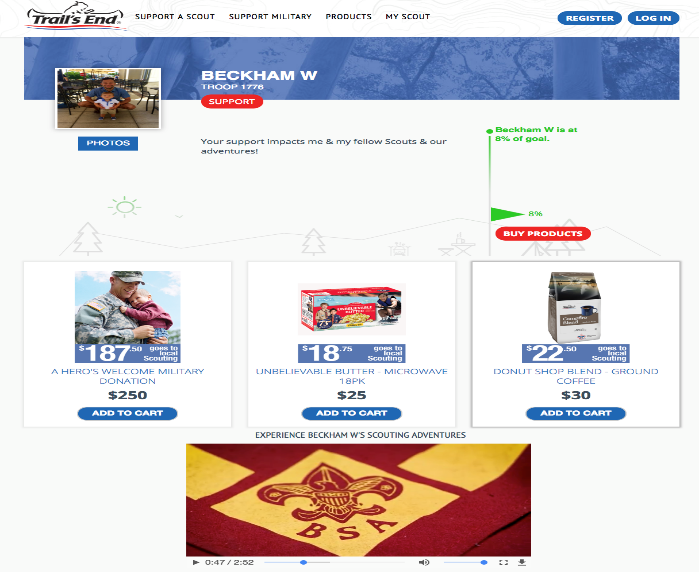 Trail's End
SUPPORT A SCOUT SUPPORT MILITARY PRODUCTS MY SCOUT
REGISTER LOG IN
BECKHAM W
TROOP 1776
SUPPORT
PHOTOS
Your support impacts me & my fellow Scouts & our
adventures!
Beckham W is at
8% of goal.
8%
BUY PRODUCTS
$187.50 goes to
local
Scouting
A HERO'S WELCOME MILITARY
DONATION
$250
ADD TO CART
UNBELIEVABLE
BUTTER
$18.75 goes to
local
Scouting
UNBELIEVABLE BUTTER - MICROWAVE
18PK
$25
ADD TO CART
$22.50 goes to
local
Scouting
DONUT SHOP BLEND - GROUND
COFFEE
$30
ADD TO CART
EXPERIENCE BECKHAM W'S SCOUTING ADVENTURES
BSA
0:47 / 2:52